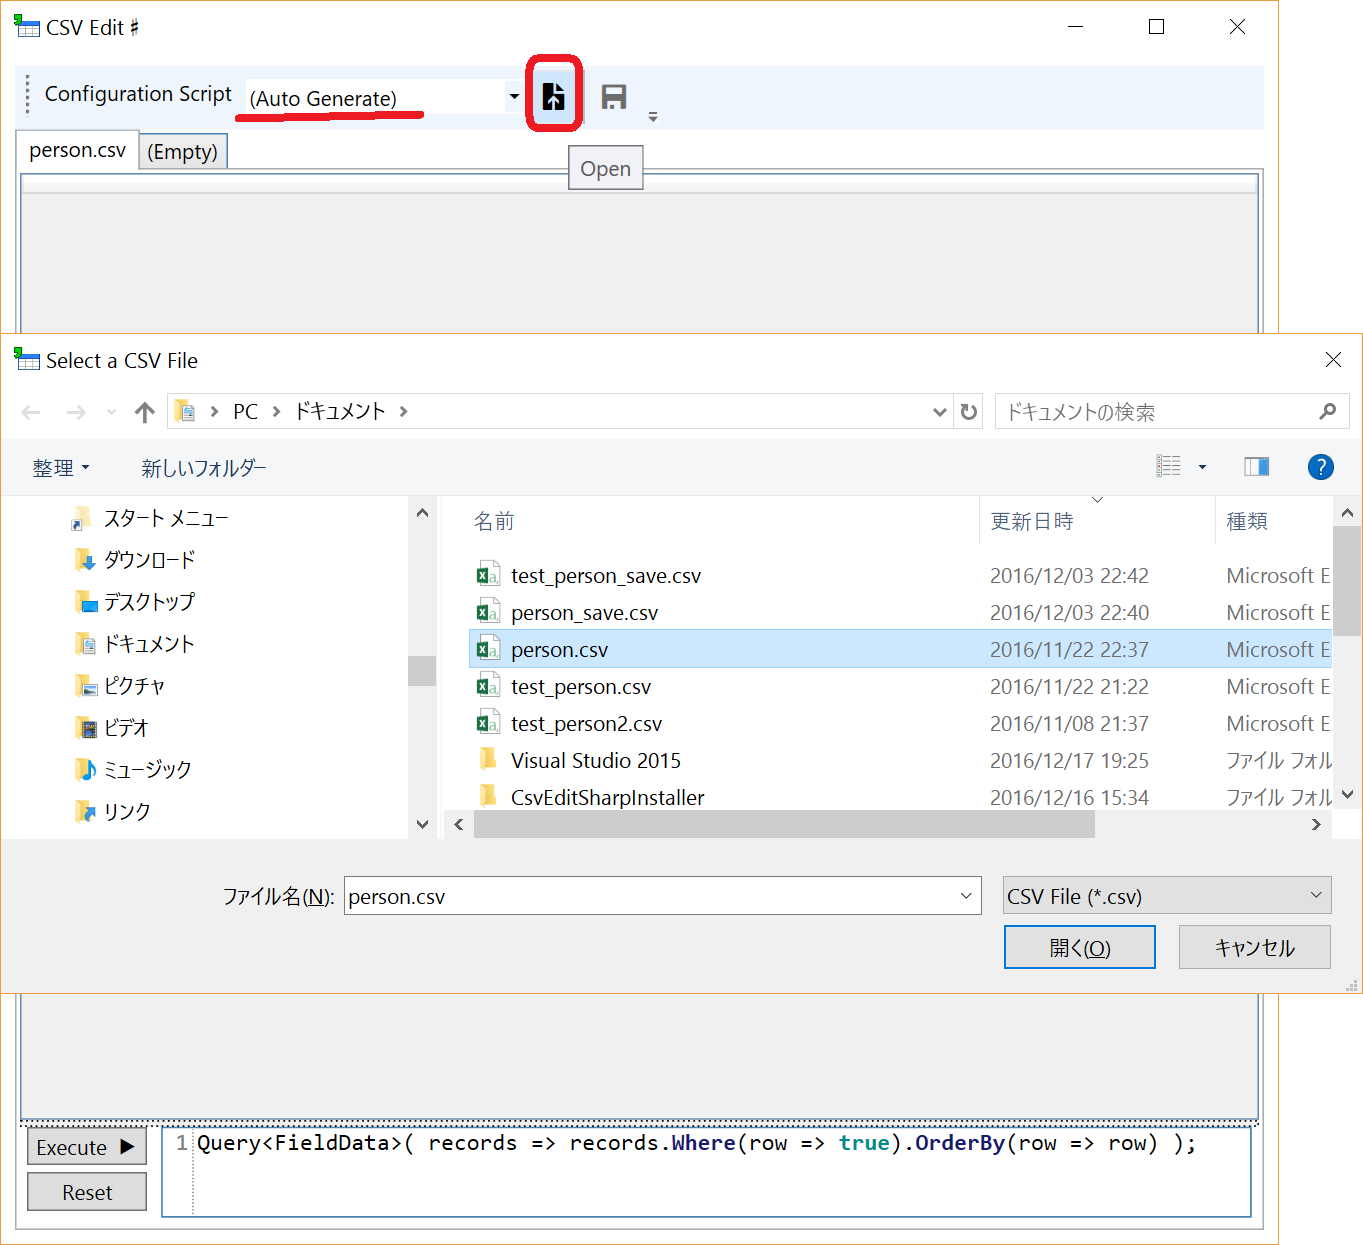 CSV Edit ♯
Configuration Script (Auto Generate)
person.csv (Empty)
Open
Select a CSV File
PC ドキュメント ドキュメントの検索
整理 新しいフォルダー
スタート メニュー
ダウンロード
デスクトップ
ドキュメント
ピクチャ
ビデオ
ミュージック
リンク
名前 更新日時 種類
test_person_save.csv 2016/12/03 22:42 Microsoft E
person_save.csv 2016/12/03 22:40 Microsoft E
person.csv 2016/11/22 22:37 Microsoft E
test_person.csv 2016/11/22 21:22 Microsoft E
test_person2.csv 2016/11/08 21:37 Microsoft E
Visual Studio 2015 2016/12/17 19:25 ファイル フォル
CsvEditSharpInstaller 2016/12/16 15:34 ファイル フォル
ファイル名(N): person.csv CSV File (*.csv)
開く(O) キャンセル
Execute ▶
Reset
1 Query<FieldData>( records => records.Where(row => true).OrderBy(row => row) );